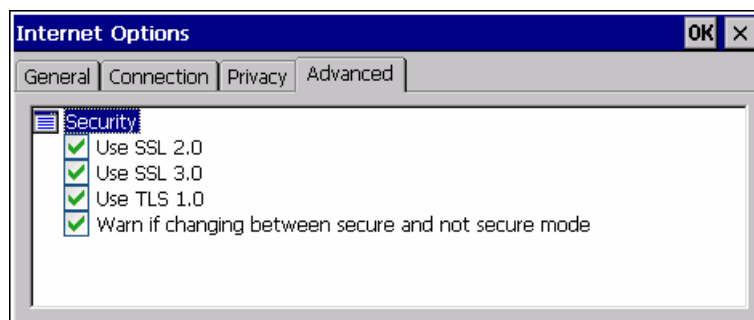 Internet Options OK ×
General Connection Privacy Advanced
Security
Use SSL 2.0
Use SSL 3.0
Use TLS 1.0
Warn if changing between secure and not secure mode